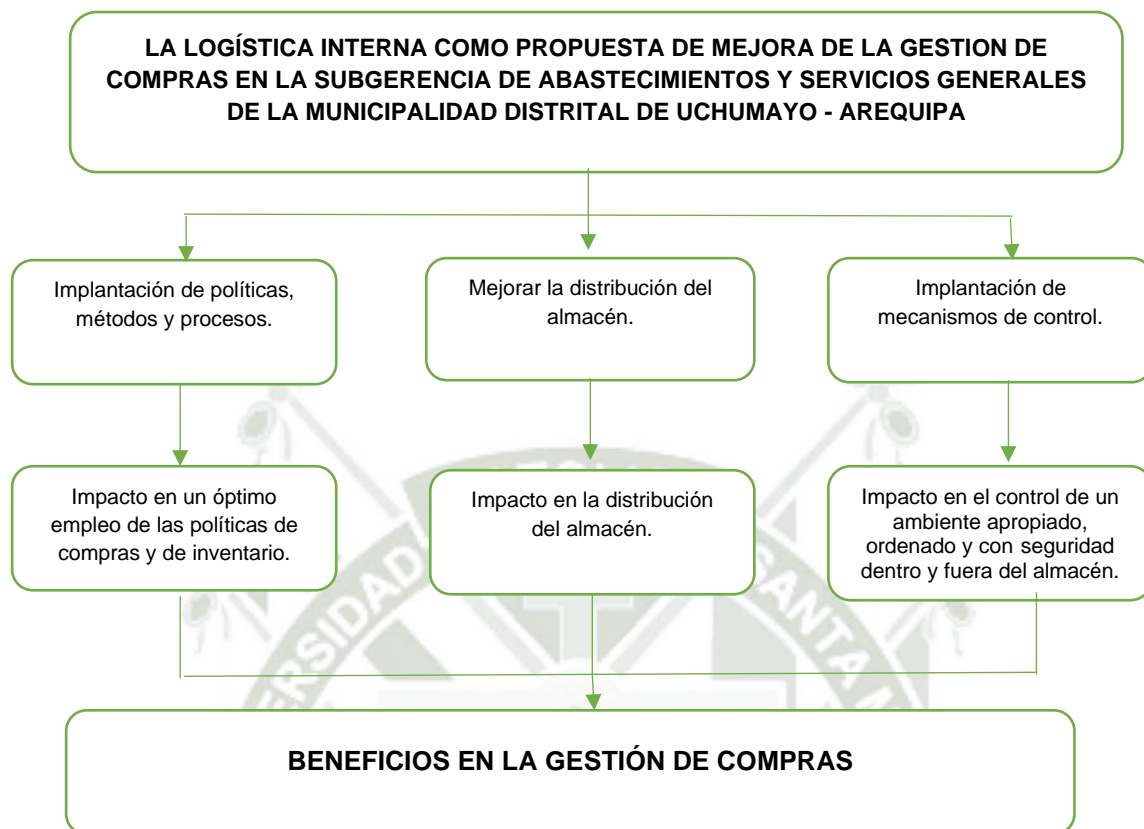 LA LOGÍSTICA INTERNA COMO PROPUESTA DE MEJORA DE LA GESTION DE
COMPRAS EN LA SUBGERENCIA DE ABASTECIMIENTOS Y SERVICIOS GENERALES
DE LA MUNICIPALIDAD DISTRITAL DE UCHUMAYO - AREQUIPA
Implantación de políticas,
métodos y procesos.
Mejorar la distribución del
almacén.
Implantación de
mecanismos de control.
Impacto en un óptimo
empleo de las políticas de
compras y de inventario.
Impacto en la distribución
del almacén.
Impacto en el control de un
ambiente apropiado,
ordenado y con seguridad
dentro y fuera del almacén.
SANTA
BENEFICIOS EN LA GESTIÓN DE COMPRAS